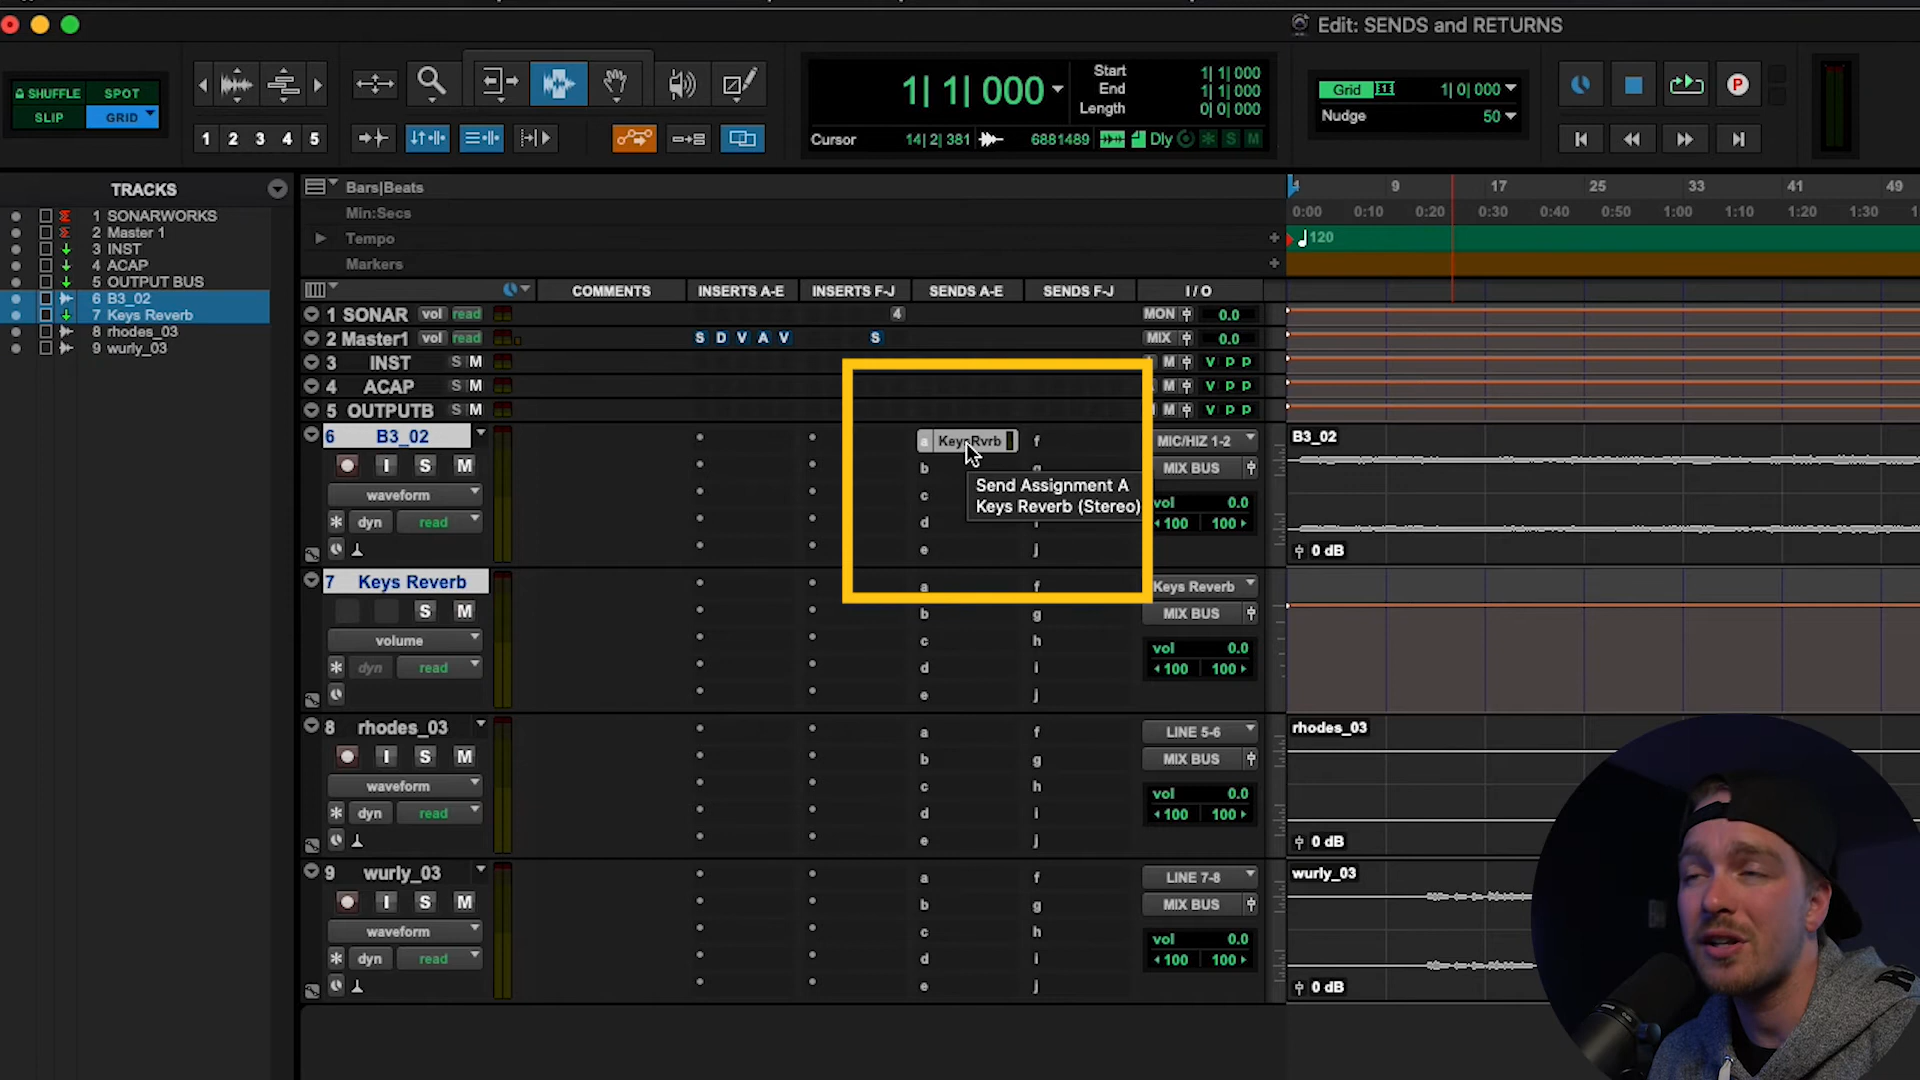 Edit: SENDS and RETURNS
SHUFFLE SPOT
SLIP GRID
1 2 3 4 5
1| 1| 000
Start 1| 1| 000
End 1| 1| 000
Length 0| 0| 000
Cursor 14| 2| 381 6881489 Dly S M
Grid 1| 0| 000
Nudge 50
P
TRACKS
1 SONARWORKS
2 Master 1
3 INST
4 ACAP
5 OUTPUT BUS
6 B3_02
7 Keys Reverb
8 rhodes_03
9 wurly_03
Bars|Beats 9 17 25 33 41 49
Min:Secs 0:00 0:10 0:20 0:30 0:40 0:50 1:00 1:10 1:20 1:30
Tempo 120
Markers
COMMENTS INSERTS A-E INSERTS F-J SENDS A-E SENDS F-J I / O
1 SONAR vol read 4 MON 0.0
2 Master1 vol read S D V A V S MIX 0.0
3 INST S M M V P P
4 ACAP S M M V P P
5 OUTPUTB S M M V P P
6 B3_02 a KeysRvrb f MIC/HIZ 1-2 B3_02
I S M b MIX BUS
Send Assignment A
Keys Reverb (Stereo)
waveform c vol 0.0
dyn read d 100 100
e j 0 dB
7 Keys Reverb a f Keys Reverb
S M b g MIX BUS
volume c h vol 0.0
dyn read d i 100 100
e j
8 rhodes_03 a f LINE 5-6 rhodes_03
I S M b g MIX BUS
waveform c h vol 0.0
dyn read d i 100 100
e j 0 dB
9 wurly_03 a f LINE 7-8 wurly_03
I S M b g MIX BUS
waveform c h vol 0.0
dyn read d i 100 100
e j 0 dB